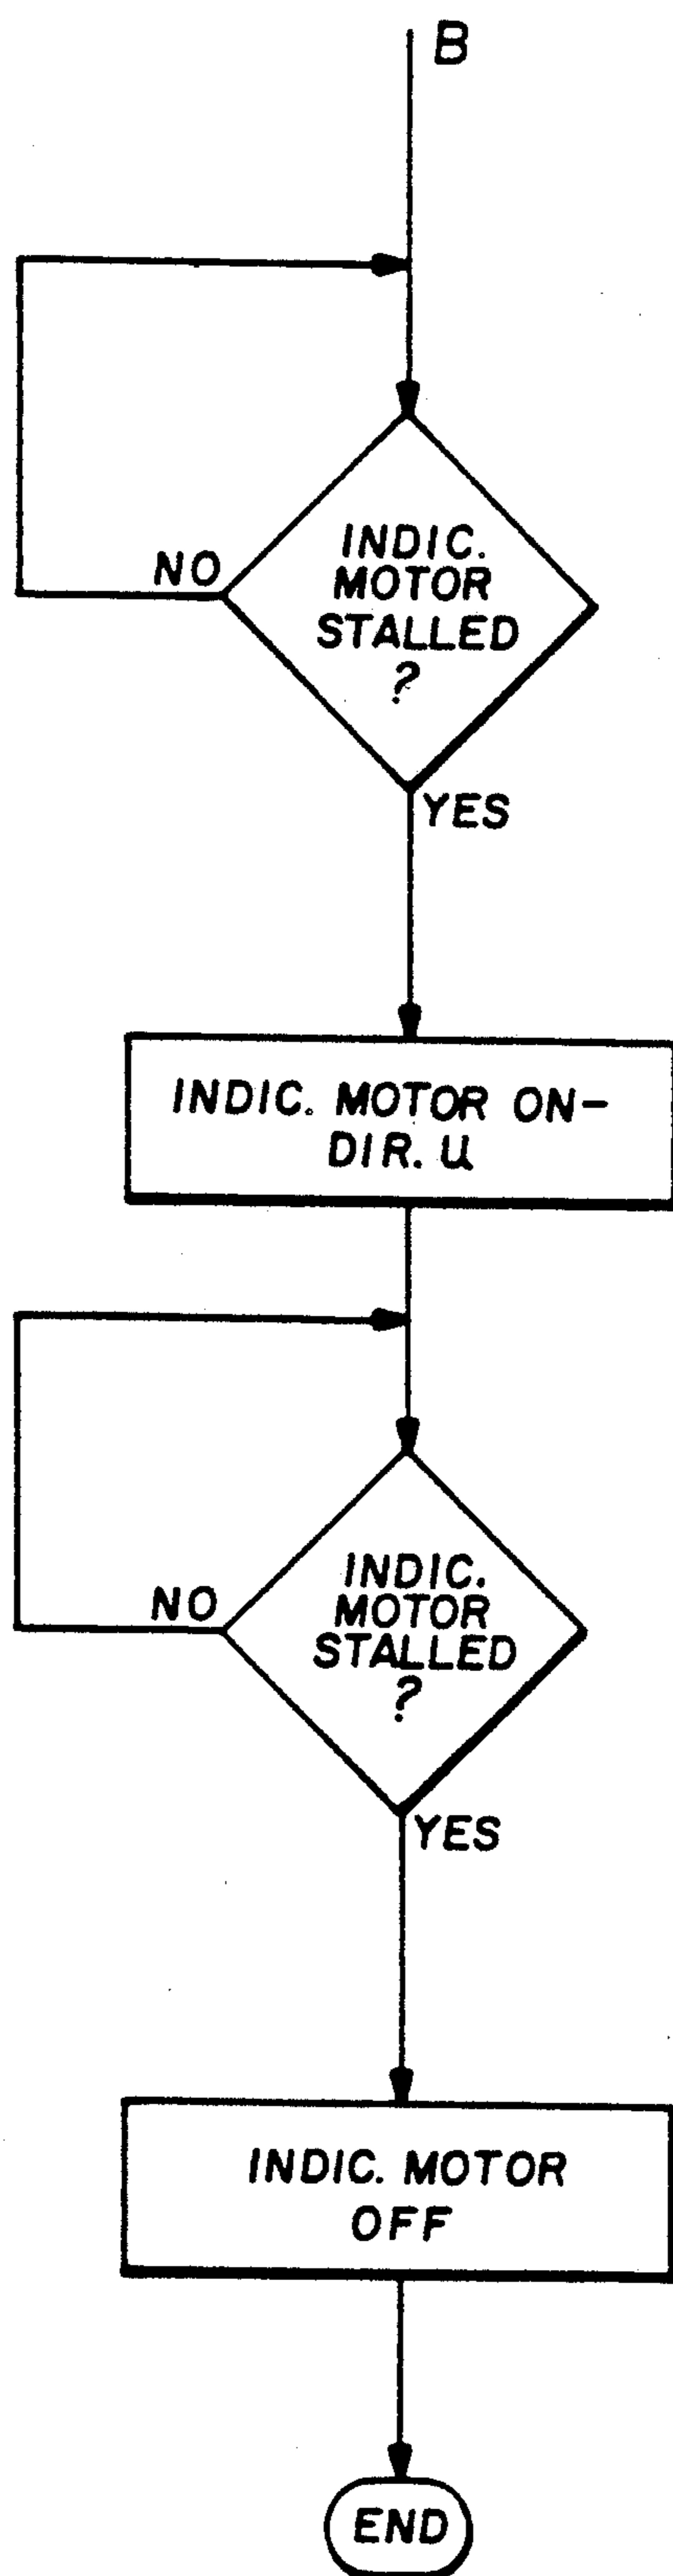 B
INDIC.
MOTOR
STALLED
?
NO
YES
INDIC. MOTOR ON-
DIR. U
INDIC.
MOTOR
STALLED
?
NO
YES
INDIC. MOTOR
OFF
END